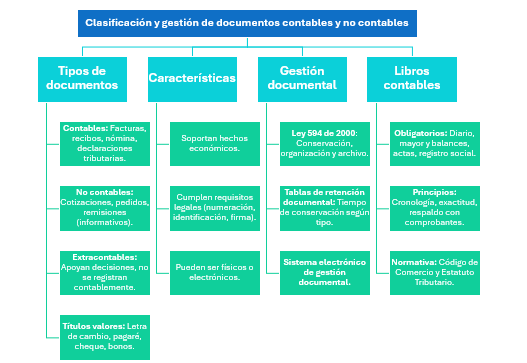 Clasificación y gestión de documentos contables y no contables
Tipos de
documentos
Contables: Facturas,
recibos, nómina,
declaraciones
tributarias.
No contables:
Cotizaciones, pedidos,
remisiones
(informativos).
Extracontables:
Apoyan decisiones, no
se registran
contablemente.
Títulos valores: Letra
de cambio, pagaré,
cheque, bonos.
Características
Soportan hechos
económicos.
Cumplen requisitos
legales (numeración,
identificación, firma).
Pueden ser físicos o
electrónicos.
Gestión
documental
Ley 594 de 2000:
Conservación,
organización y archivo.
Tablas de retención
documental: Tiempo
de conservación según
tipo.
Sistema electrónico
de gestión
documental.
Libros
contables
Obligatorios: Diario,
mayor y balances,
actas, registro social.
Principios:
Cronología, exactitud,
respaldo con
comprobantes.
Normativa: Código de
Comercio y Estatuto
Tributario.